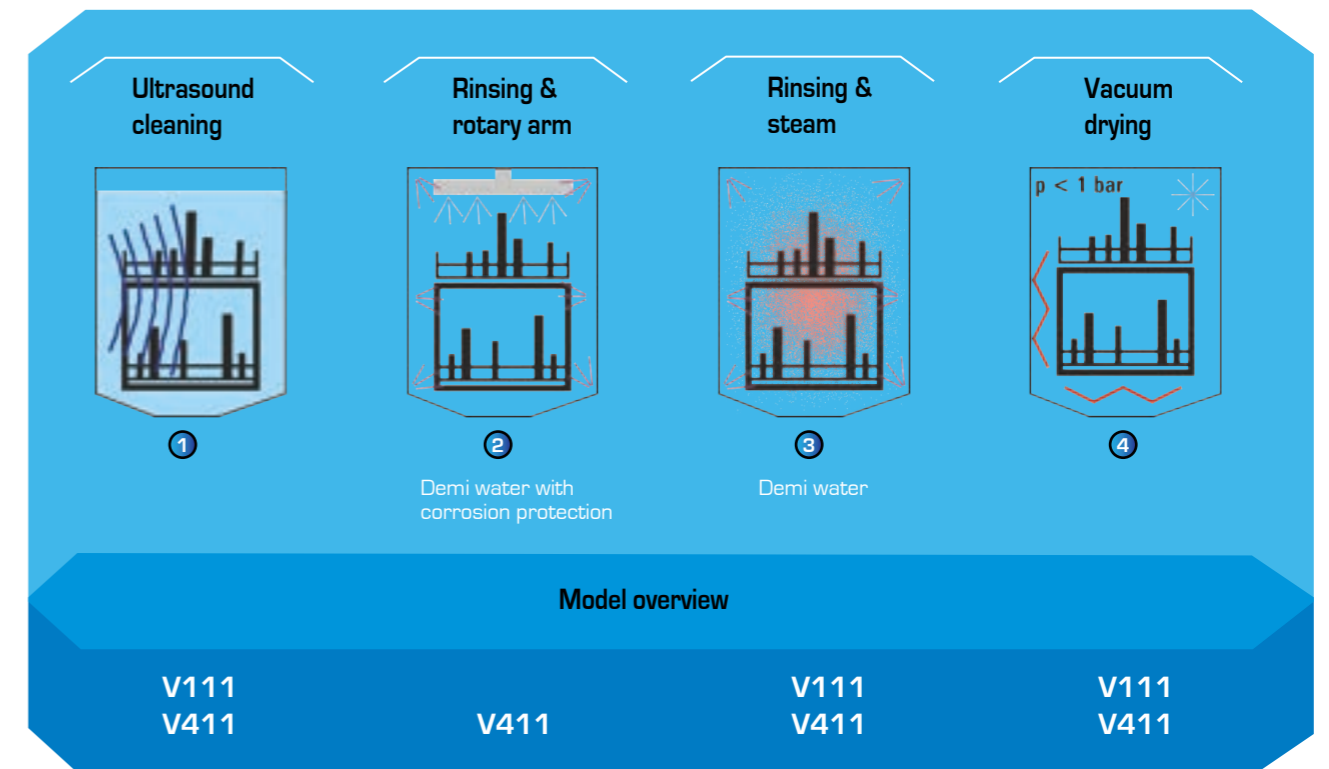 Ultrasound
cleaning
Rinsing &
rotary arm
Rinsing &
steam
Vacuum
drying
p < 1 bar
1
2
3
4
Demi water with
corrosion protection
Demi water
Model overview
V111
V411
V411
V111
V411
V111
V411